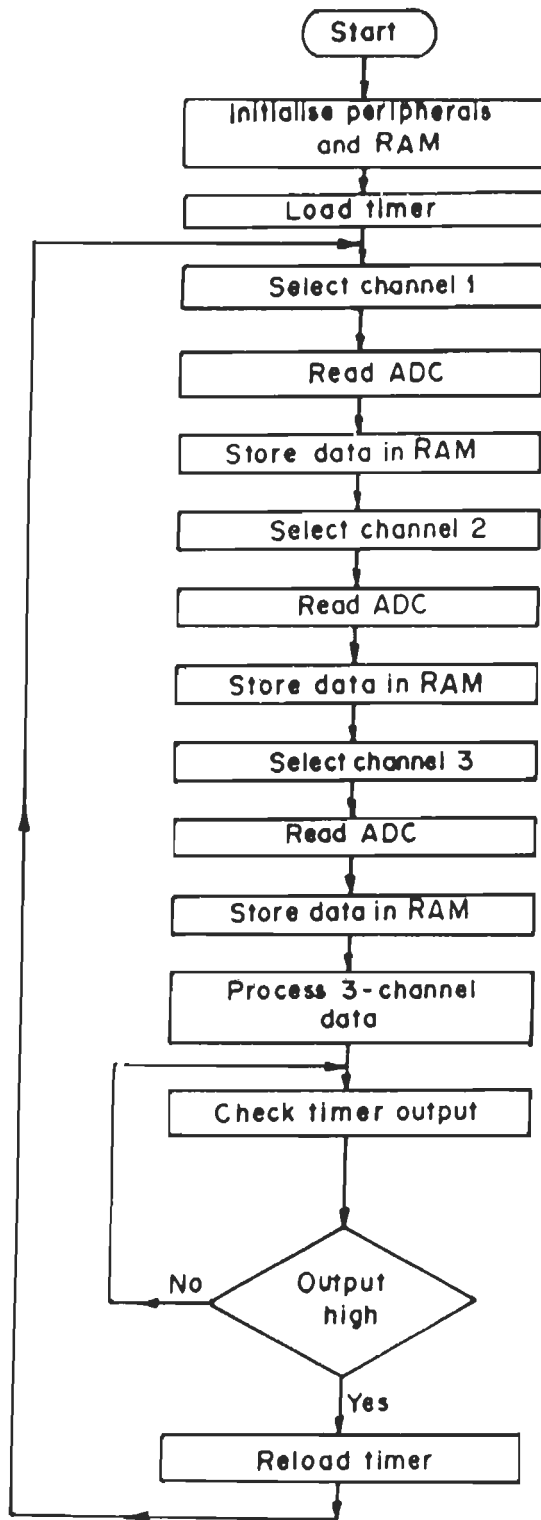 Start
Initialise peripherals
and RAM
Load timer
Select channel 1
Read ADC
Store data in RAM
Select channel 2
Read ADC
Store data in RAM
Select channel 3
Read ADC
Store data in RAM
Process 3-channel
data
Check timer output
No
Output
high
Yes
Reload timer